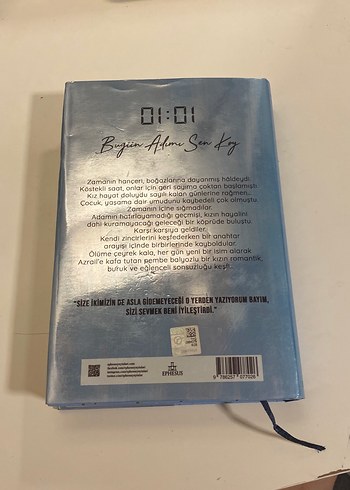 01:01
Bugün Adımı Sen Koy
Zamanın hançeri, boğazlarına dayanmış hâldeydi.
Köstekli saat, onlar için geri sayıma çoktan başlamıştı.
Kız hayat doluydu sayılı kalan günlerine rağmen...
Çocuk, yaşama dair umudunu kaybedeli çok olmuştu.
Zamanın içine sığmadılar.
Adamın hatırlayamadığı geçmişi, kızın hayalini
dahi kuramayacağı geleceği bir köprüde buluştu.
Karşı karşıya geldiler.
Kendi zincirlerini keşfederken bir anahtar
arayışı içinde birbirlerinde kayboldular.
Ölüme çeyrek kala, her gün yeni bir isim alarak
Azrail'e kafa tutan pembe balyozlu bir kızın romantik,
buruk ve eğlenceli sonsuzluğu keşfi...
"SİZE İKİMİZİN DE ASLA GİDEMEYECEĞİ O YERDEN YAZIYORUM BAYIM,
SİZİ SEVMEK BENİ İYİLEŞTİRDİ."
EPHESUS
9 786257 077026